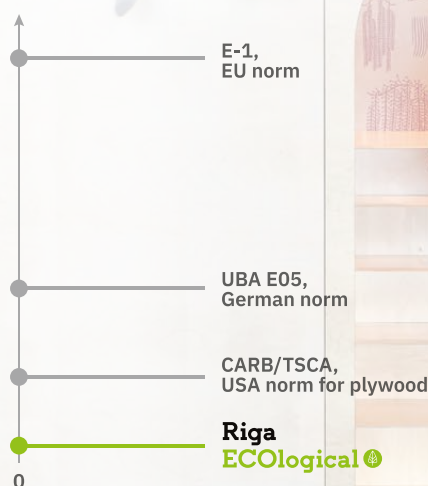 E-1,
EU norm
UBA E05,
German norm
CARB/TSCA,
USA norm for plywood
Riga
ECOlogical
0